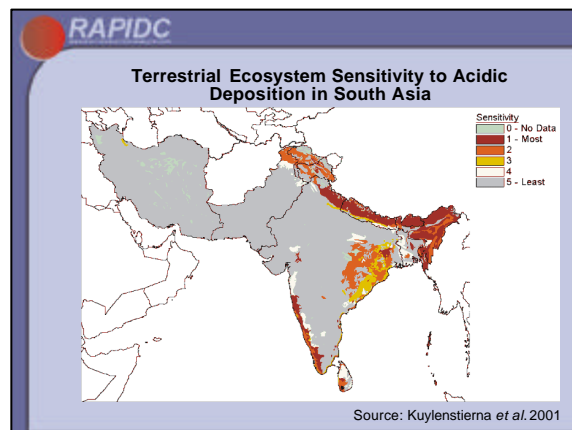 RAPIDC
Terrestrial Ecosystem Sensitivity to Acidic
Deposition in South Asia
Sensitivity
0 - No Data
1 - Most
2
3
4
5 - Least
Source: Kuylenstierna et al. 2001